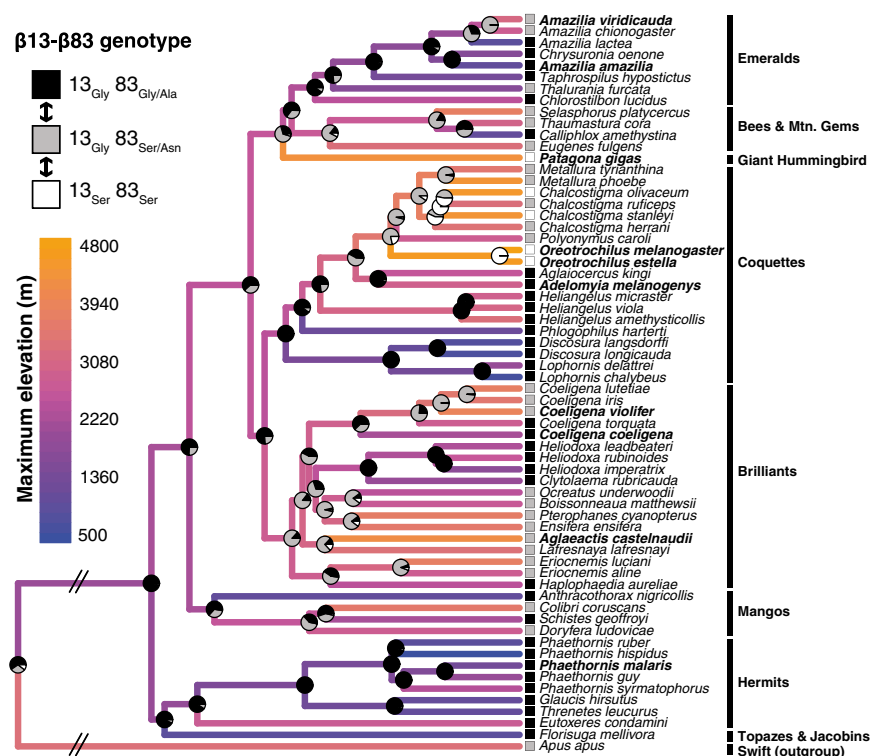 β13-β83 genotype
13Gly 83Gly/Ala
13Gly 83Ser/Asn
13Ser 83Ser
Maximum elevation (m)
4800
3940
3080
2220
1360
500
Amazilia viridicauda
Amazilia chionogaster
Amazilia lactea
Chrysuronia oenone
Amazilia amazilia
Taphrospilus hypostictus
Thalurania furcata
Chlorostilbon lucidus
Selasphorus platycercus
Thaumastura cora
Calliphlox amethystina
Eugenes fulgens
Patagona gigas
Metallura tyrianthina
Metallura phoebe
Chalcostigma olivaceum
Chalcostigma ruficeps
Chalcostigma stanleyi
Chalcostigma herrani
Polyonymus caroli
Oreotrochilus melanogaster
Oreotrochilus estella
Aglaiocercus kingi
Adelomyia melanogenys
Heliangelus micraster
Heliangelus viola
Heliangelus amethysticollis
Phlogophilus harterti
Discosura langsdorffi
Discosura longicauda
Lophornis delattrei
Lophornis chalybeus
Coeligena lutetiae
Coeligena iris
Coeligena violifer
Coeligena torquata
Coeligena coeligena
Heliodoxa leadbeateri
Heliodoxa rubinoides
Heliodoxa imperatrix
Clytolaema rubricauda
Ocreatus underwoodii
Boissonneaua matthewsii
Pterophanes cyanopterus
Ensifera ensifera
Aglaeactis castelnaudii
Lafresnaya lafresnayi
Eriocnemis luciani
Eriocnemis aline
Haplophaedia aureliae
Anthracothorax nigricollis
Colibri coruscans
Schistes geoffroyi
Doryfera ludovicae
Phaethornis ruber
Phaethornis hispidus
Phaethornis malaris
Phaethornis guy
Phaethornis syrmatophorus
Glaucis hirsutus
Threnetes leucurus
Eutoxeres condamini
Florisuga mellivora
Apus apus
Emeralds
Bees & Mtn. Gems
Giant Hummingbird
Coquettes
Brilliants
Mangos
Hermits
Topazes & Jacobins
Swift (outgroup)